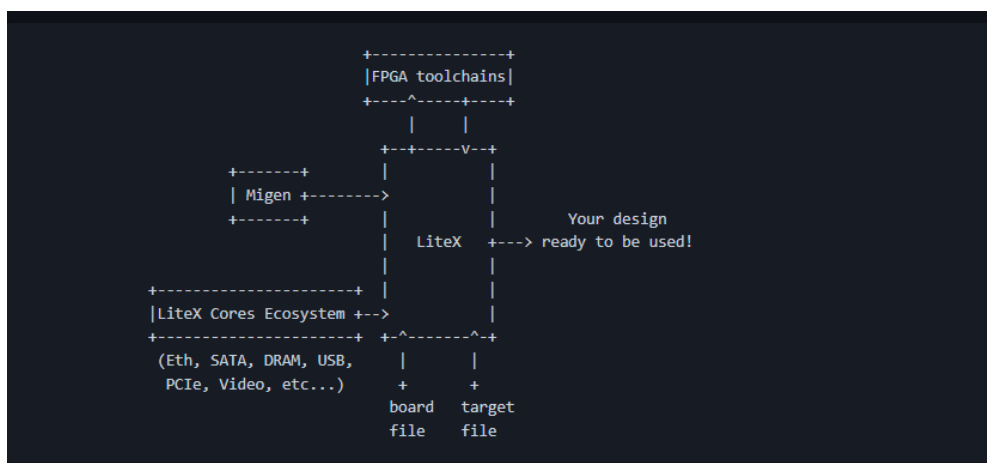 +---------------+
|FPGA toolchains|
+----^-----+----+
|     |
+--+-----v--+
+-------+        |           |
| Migen +-------->           |
+-------+        |           |        Your design
|   LiteX   +---> ready to be used!
|           |
+----------------------+  |           |
|LiteX Cores Ecosystem +-->           |
+----------------------+  +-^-------^-+
(Eth, SATA, DRAM, USB,     |       |
PCIe, Video, etc...)      +       +
board   target
file    file